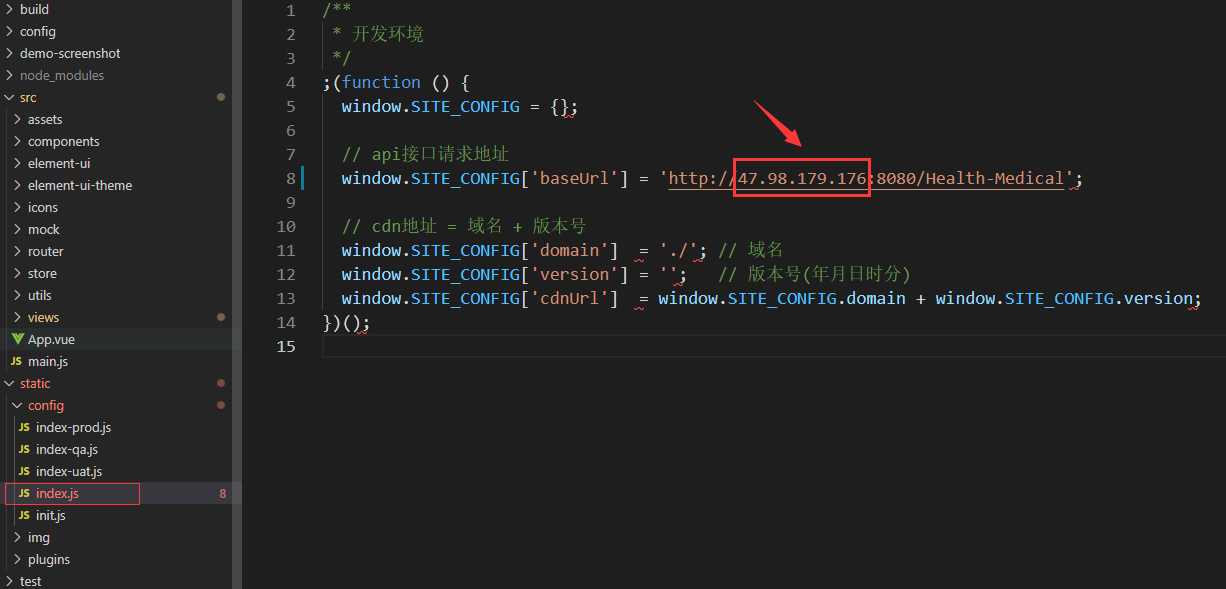 build
config
demo-screenshot
node_modules
src
assets
components
element-ui
element-ui-theme
icons
mock
router
store
utils
views
App.vue
JS main.js
static
config
JS index-prod.js
JS index-qa.js
JS index-uat.js
JS index.js 8
JS init.js
img
plugins
test
1 /**
2 * 开发环境
3 */
4 ;(function () {
5 window.SITE_CONFIG = {};
6
7 // api接口请求地址
8 window.SITE_CONFIG['baseUrl'] = 'http://47.98.179.176:8080/Health-Medical';
9
10 // cdn地址 = 域名 + 版本号
11 window.SITE_CONFIG['domain']  = './'; // 域名
12 window.SITE_CONFIG['version'] = '';   // 版本号(年月日时分)
13 window.SITE_CONFIG['cdnUrl']  = window.SITE_CONFIG.domain + window.SITE_CONFIG.version;
14 })();
15